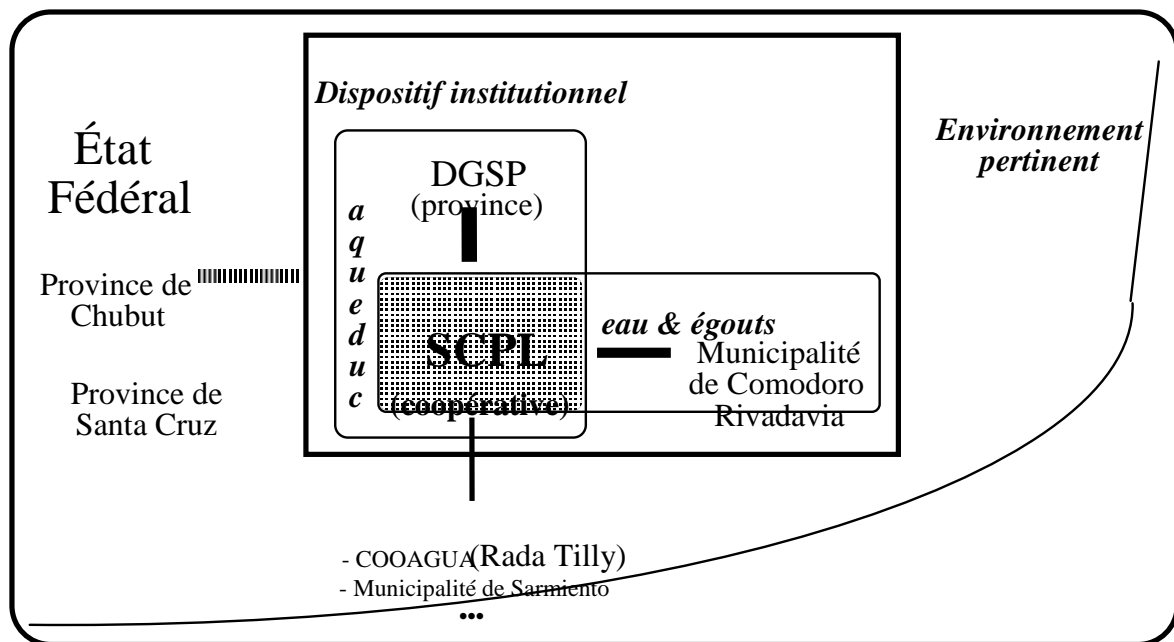 Dispositif institutionnel
Environnement
pertinent
État
Fédéral
DGSP
(province)
aqueduc
Province de
Chubut
SCPL
(coopérative)
eau & égouts
Municipalité
de Comodoro
Rivadavia
Province de
Santa Cruz
- COOAGUA(Rada Tilly)
- Municipalité de Sarmiento
•••